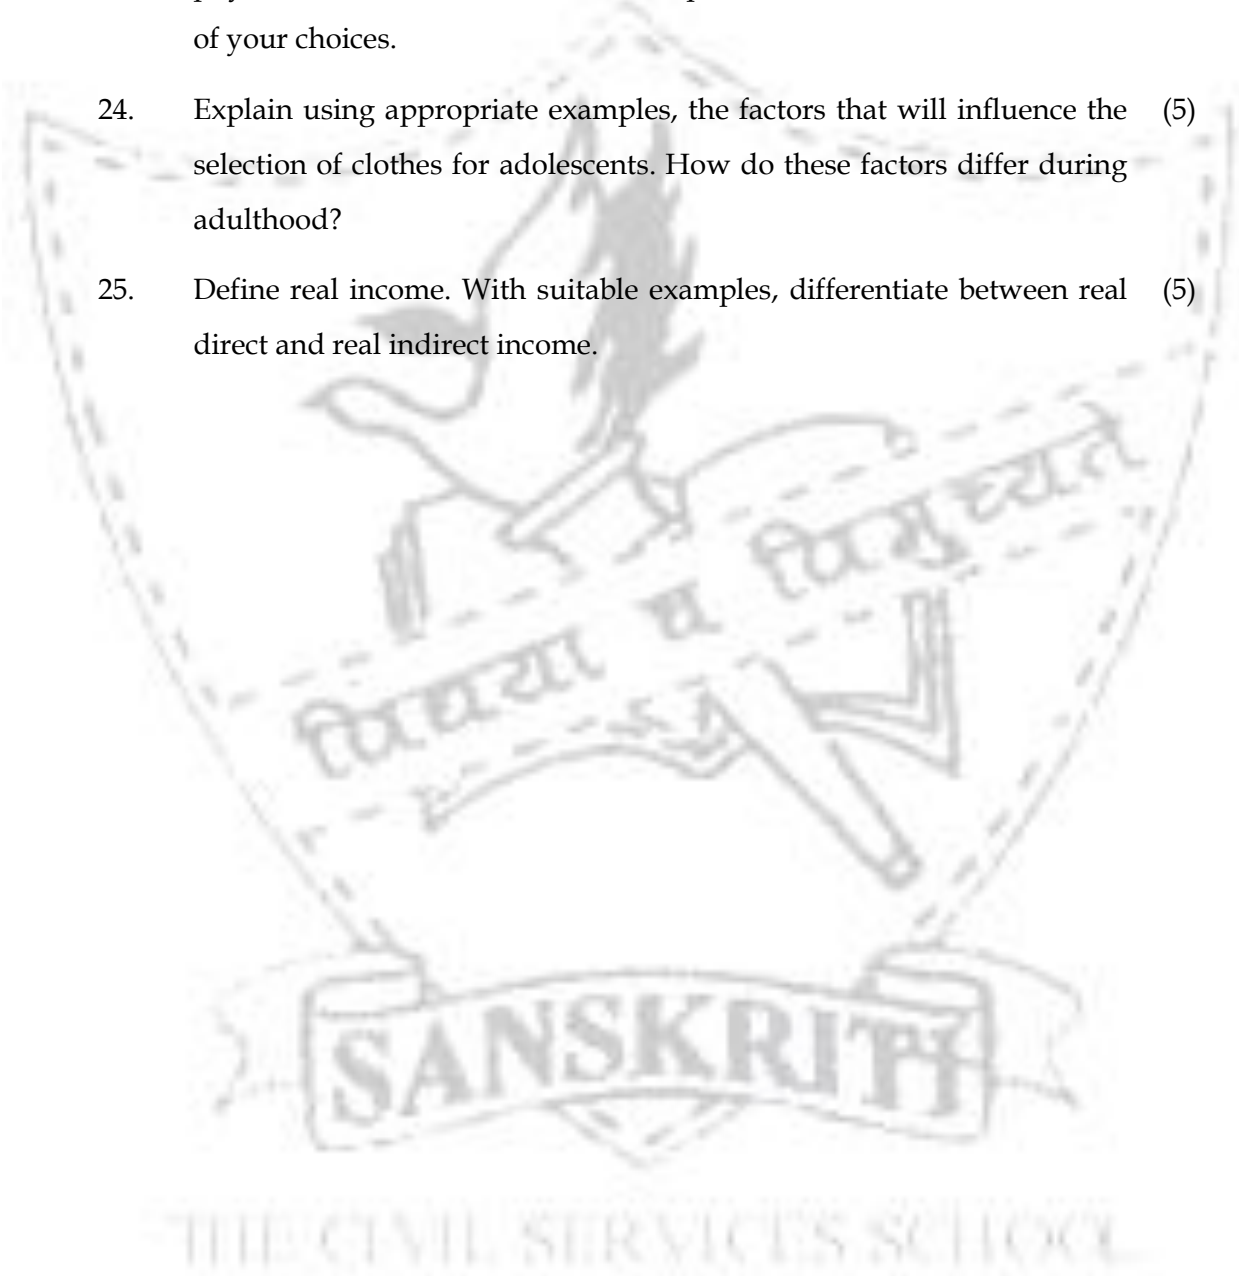 of your choices.
24. Explain using appropriate examples, the factors that will influence the (5)
selection of clothes for adolescents. How do these factors differ during
adulthood?
25. Define real income. With suitable examples, differentiate between real (5)
direct and real indirect income.
विद्यया च विमुच्यते
SANSKRITI
THE CIVIL SERVICES SCHOOL